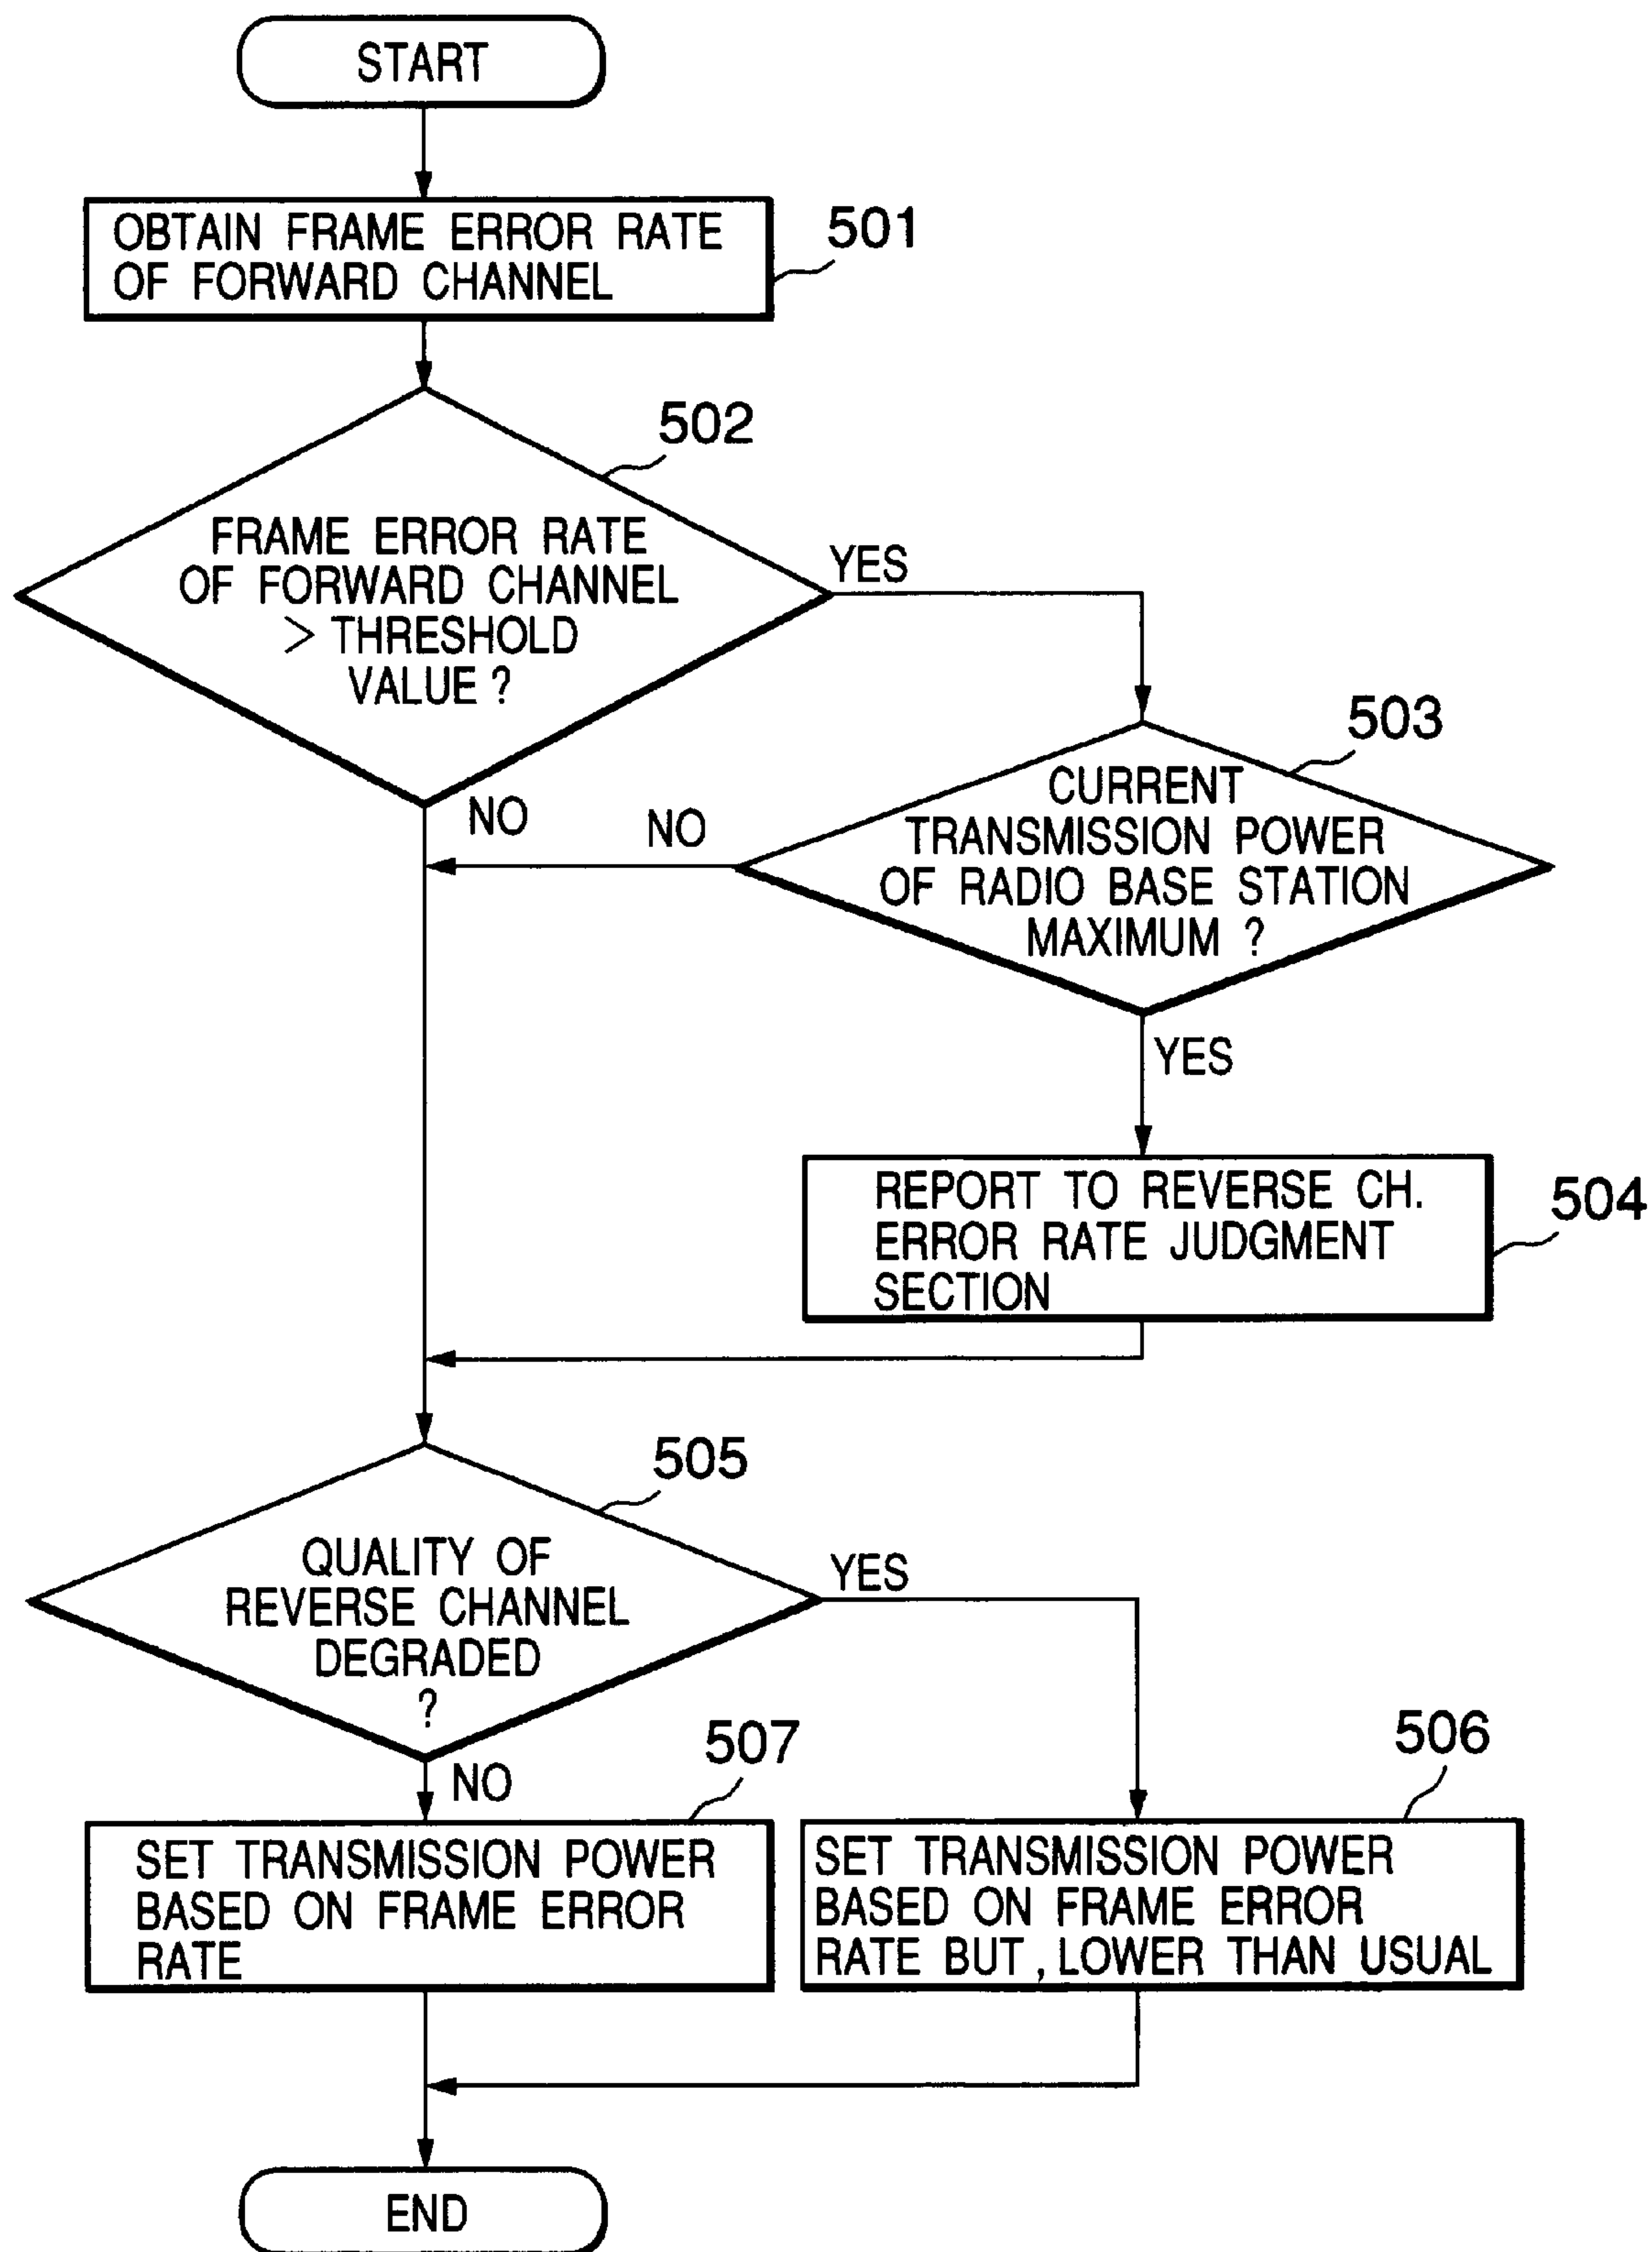 START
OBTAIN FRAME ERROR RATE
OF FORWARD CHANNEL
501
502
FRAME ERROR RATE
OF FORWARD CHANNEL
> THRESHOLD
VALUE ?
YES
NO
503
CURRENT
TRANSMISSION POWER
OF RADIO BASE STATION
MAXIMUM ?
NO
YES
REPORT TO REVERSE CH.
ERROR RATE JUDGMENT
SECTION
504
505
QUALITY OF
REVERSE CHANNEL
DEGRADED
?
YES
NO
507
SET TRANSMISSION POWER
BASED ON FRAME ERROR
RATE
506
SET TRANSMISSION POWER
BASED ON FRAME ERROR
RATE BUT , LOWER THAN USUAL
END